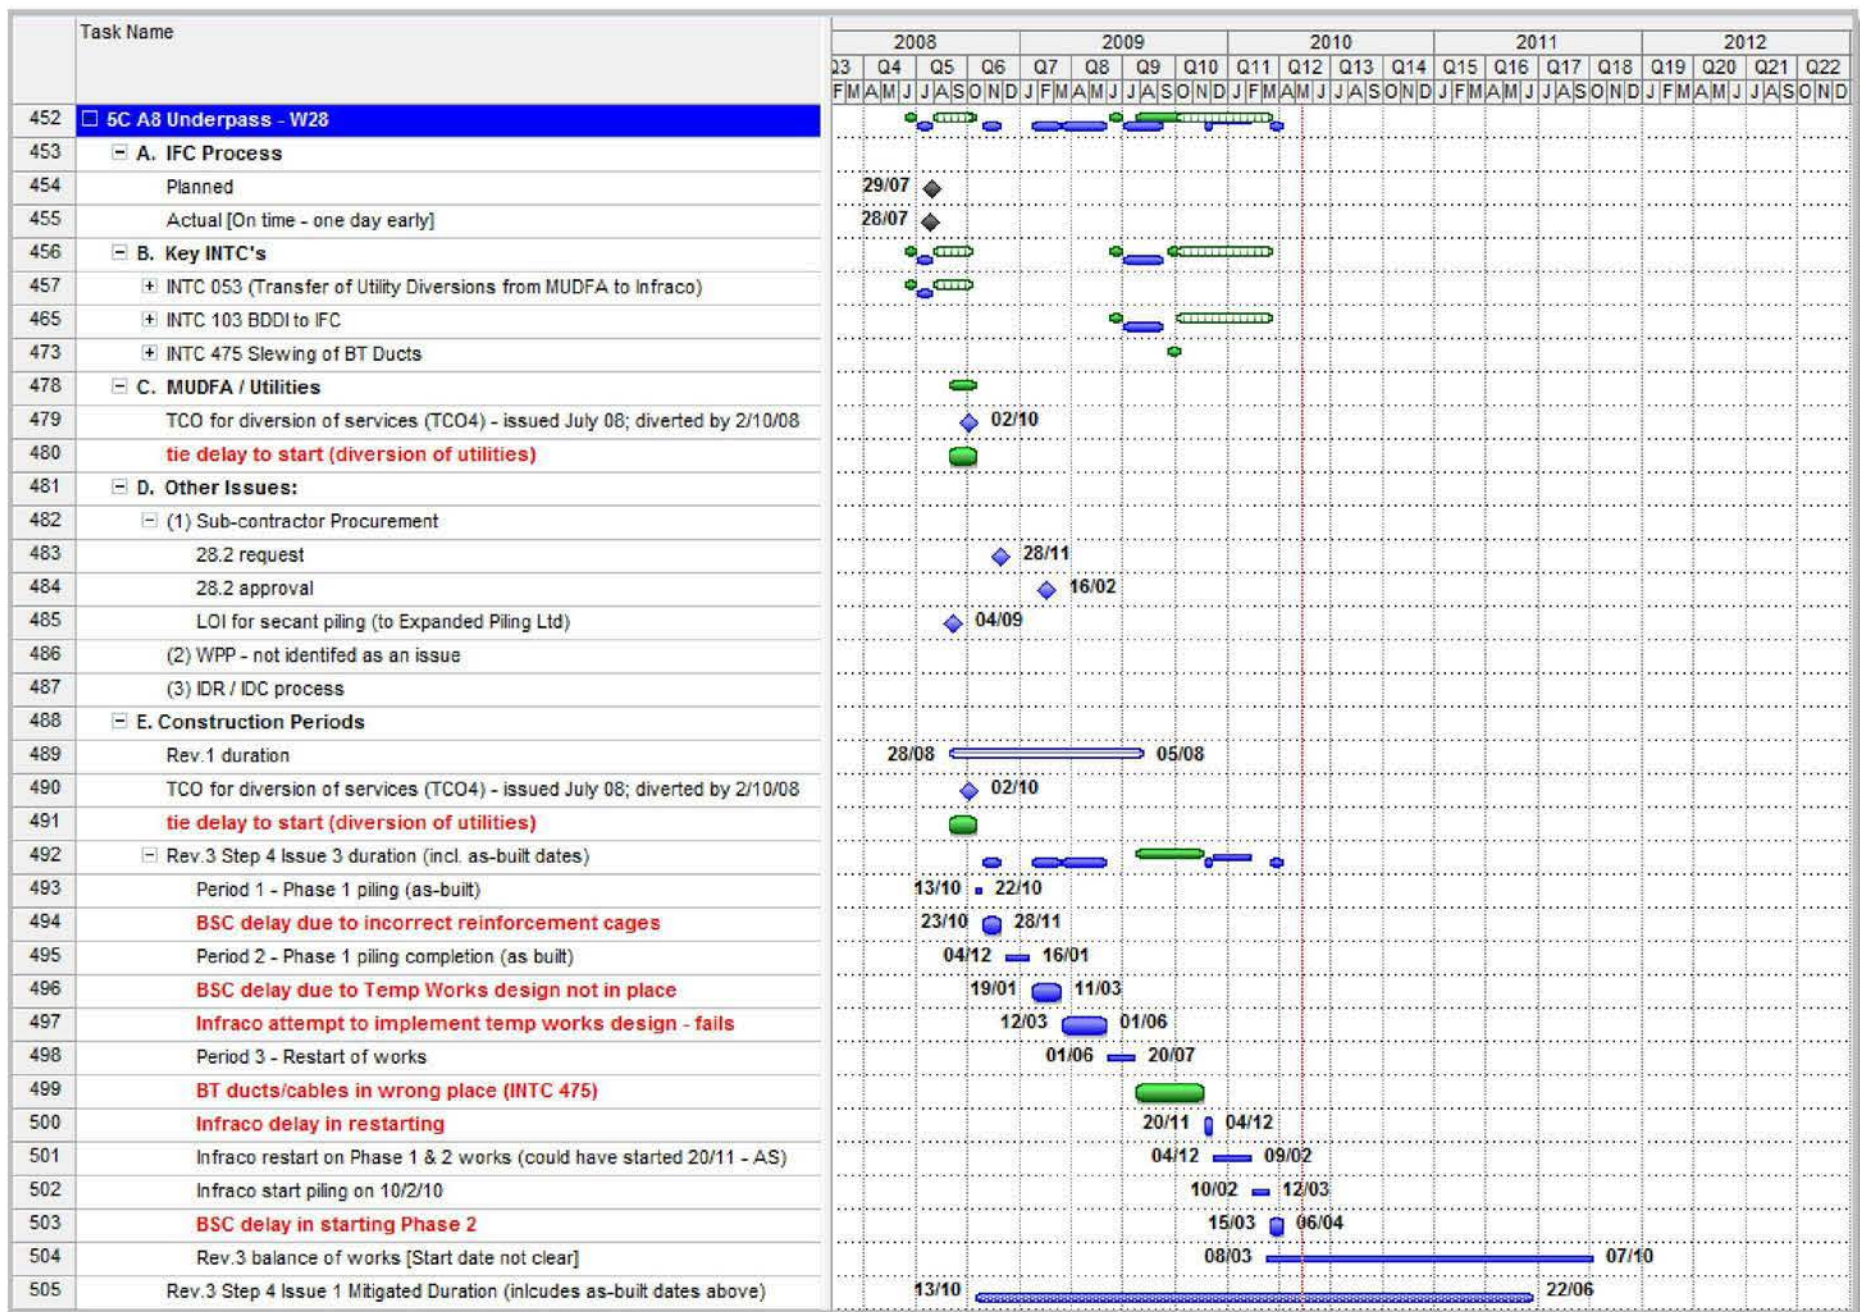 Task Name
2008 2009 2010 2011 2012
Q3 Q4 Q5 Q6 Q7 Q8 Q9 Q10 Q11 Q12 Q13 Q14 Q15 Q16 Q17 Q18 Q19 Q20 Q21 Q22
F M A M J J A S O N D J F M A M J J A S O N D J F M A M J J A S O N D J F M A M J J A S O N D J F M A M J J A S O N D
452 5C A8 Underpass - W28
453 A. IFC Process
454 Planned 29/07
455 Actual [On time - one day early] 28/07
456 B. Key INTC's
457 INTC 053 (Transfer of Utility Diversions from MUDFA to Infraco)
465 INTC 103 BDDI to IFC
473 INTC 475 Slewing of BT Ducts
478 C. MUDFA / Utilities
479 TCO for diversion of services (TCO4) - issued July 08; diverted by 2/10/08 02/10
480 tie delay to start (diversion of utilities)
481 D. Other Issues:
482 (1) Sub-contractor Procurement
483 28.2 request 28/11
484 28.2 approval 16/02
485 LOI for secant piling (to Expanded Piling Ltd) 04/09
486 (2) WPP - not identifed as an issue
487 (3) IDR / IDC process
488 E. Construction Periods
489 Rev.1 duration 28/08 05/08
490 TCO for diversion of services (TCO4) - issued July 08; diverted by 2/10/08 02/10
491 tie delay to start (diversion of utilities)
492 Rev.3 Step 4 Issue 3 duration (incl. as-built dates)
493 Period 1 - Phase 1 piling (as-built) 13/10 22/10
494 BSC delay due to incorrect reinforcement cages 23/10 28/11
495 Period 2 - Phase 1 piling completion (as built) 04/12 16/01
496 BSC delay due to Temp Works design not in place 19/01 11/03
497 Infraco attempt to implement temp works design - fails 12/03 01/06
498 Period 3 - Restart of works 01/06 20/07
499 BT ducts/cables in wrong place (INTC 475)
500 Infraco delay in restarting 20/11 04/12
501 Infraco restart on Phase 1 & 2 works (could have started 20/11 - AS) 04/12 09/02
502 Infraco start piling on 10/2/10 10/02 12/03
503 BSC delay in starting Phase 2 15/03 06/04
504 Rev.3 balance of works [Start date not clear] 08/03 07/10
505 Rev.3 Step 4 Issue 1 Mitigated Duration (inlcudes as-built dates above) 13/10 22/06